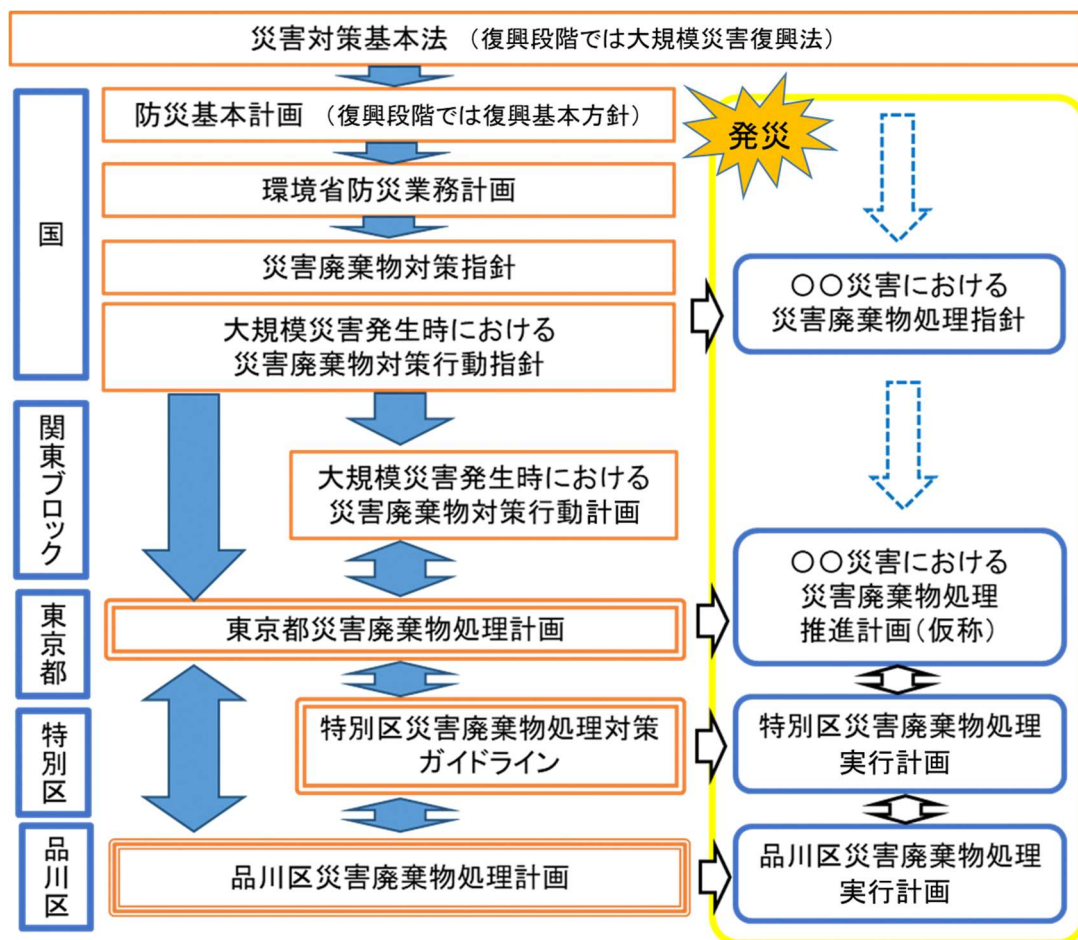 災害対策基本法 （復興段階では大規模災害復興法）
国
防災基本計画 （復興段階では復興基本方針）
発災
環境省防災業務計画
災害廃棄物対策指針
大規模災害発生時における
災害廃棄物対策行動指針
〇〇災害における
災害廃棄物処理指針
関東ブロック
大規模災害発生時における
災害廃棄物対策行動計画
東京都
東京都災害廃棄物処理計画
〇〇災害における
災害廃棄物処理
推進計画（仮称）
特別区
特別区災害廃棄物処理対策
ガイドライン
特別区災害廃棄物処理
実行計画
品川区
品川区災害廃棄物処理計画
品川区災害廃棄物処理
実行計画